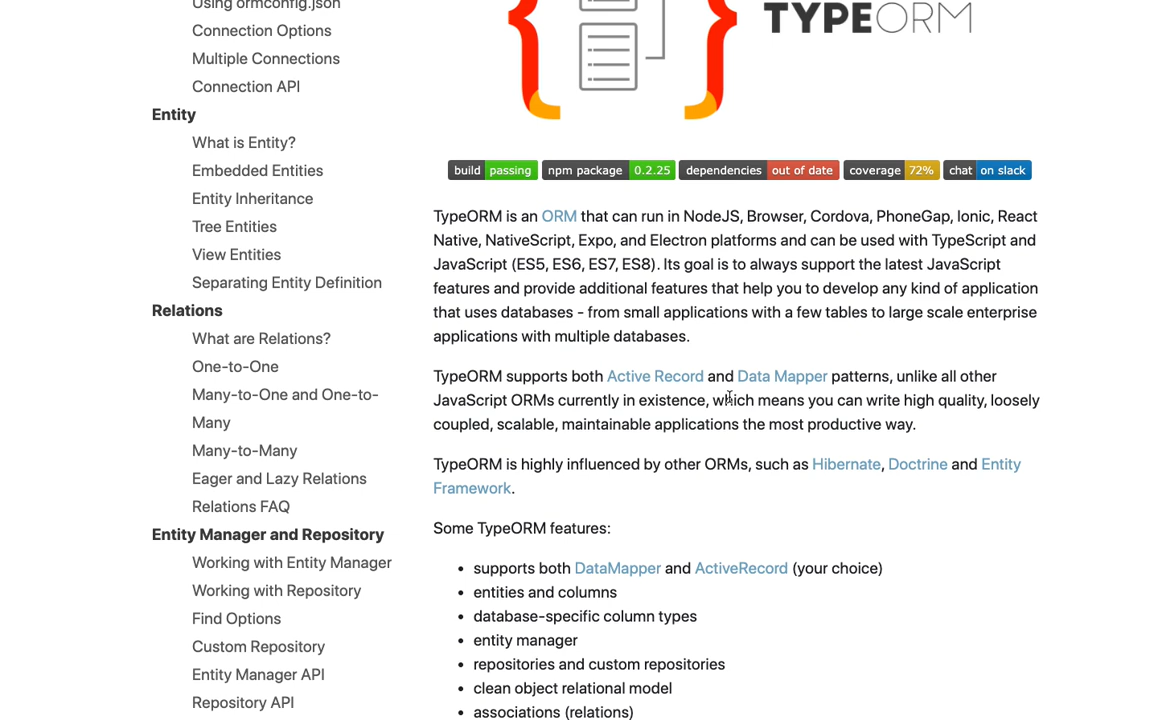 Using ormconfig.json
Connection Options
Multiple Connections
Connection API
Entity
What is Entity?
Embedded Entities
Entity Inheritance
Tree Entities
View Entities
Separating Entity Definition
Relations
What are Relations?
One-to-One
Many-to-One and One-to-
Many
Many-to-Many
Eager and Lazy Relations
Relations FAQ
Entity Manager and Repository
Working with Entity Manager
Working with Repository
Find Options
Custom Repository
Entity Manager API
Repository API
TYPEORM
build passing npm package 0.2.25 dependencies out of date coverage 72% chat on slack
TypeORM is an ORM that can run in NodeJS, Browser, Cordova, PhoneGap, Ionic, React
Native, NativeScript, Expo, and Electron platforms and can be used with TypeScript and
JavaScript (ES5, ES6, ES7, ES8). Its goal is to always support the latest JavaScript
features and provide additional features that help you to develop any kind of application
that uses databases - from small applications with a few tables to large scale enterprise
applications with multiple databases.
TypeORM supports both Active Record and Data Mapper patterns, unlike all other
JavaScript ORMs currently in existence, which means you can write high quality, loosely
coupled, scalable, maintainable applications the most productive way.
TypeORM is highly influenced by other ORMs, such as Hibernate, Doctrine and Entity
Framework.
Some TypeORM features:
• supports both DataMapper and ActiveRecord (your choice)
• entities and columns
• database-specific column types
• entity manager
• repositories and custom repositories
• clean object relational model
• associations (relations)